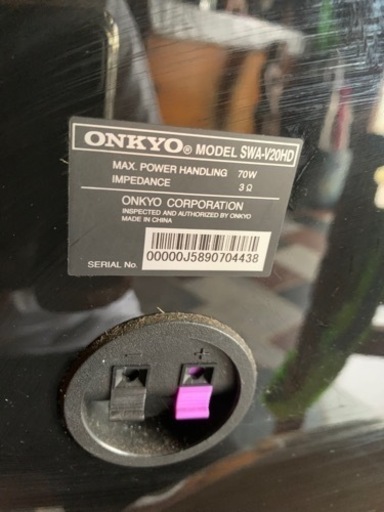 ONKYO® MODEL SWA-V20HD
MAX. POWER HANDLING 70W
IMPEDANCE 3 Ω
ONKYO CORPORATION
INSPECTED AND AUTHORIZED BY ONKYO
MADE IN CHINA
SERIAL No. 00000J5890704438
− +